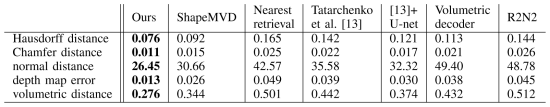 Ours ShapeMVD Nearest retrieval Tatarchenko et al. [13] [13]+ U-net Volumetric decoder R2N2
Hausdorff distance 0.076 0.092 0.165 0.142 0.121 0.113 0.144
Chamfer distance 0.011 0.015 0.025 0.022 0.017 0.021 0.026
normal distance 26.45 30.66 42.57 35.58 32.32 49.40 48.78
depth map error 0.013 0.026 0.049 0.039 0.030 0.038 0.045
volumetric distance 0.276 0.344 0.501 0.442 0.374 0.432 0.512